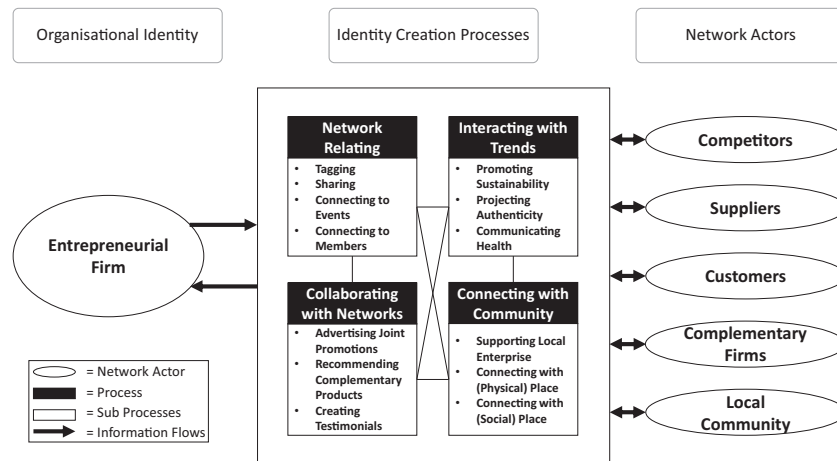 Organisational Identity
Identity Creation Processes
Network Actors
Entrepreneurial
Firm
Network
Relating
• Tagging
• Sharing
• Connecting to
Events
• Connecting to
Members
Interacting with
Trends
• Promoting
Sustainability
• Projecting
Authenticity
• Communicating
Health
Collaborating
with Networks
• Advertising Joint
Promotions
• Recommending
Complementary
Products
• Creating
Testimonials
Connecting with
Community
• Supporting Local
Enterprise
• Connecting with
(Physical) Place
• Connecting with
(Social) Place
Competitors
Suppliers
Customers
Complementary
Firms
Local
Community
= Network Actor
= Process
= Sub Processes
= Information Flows